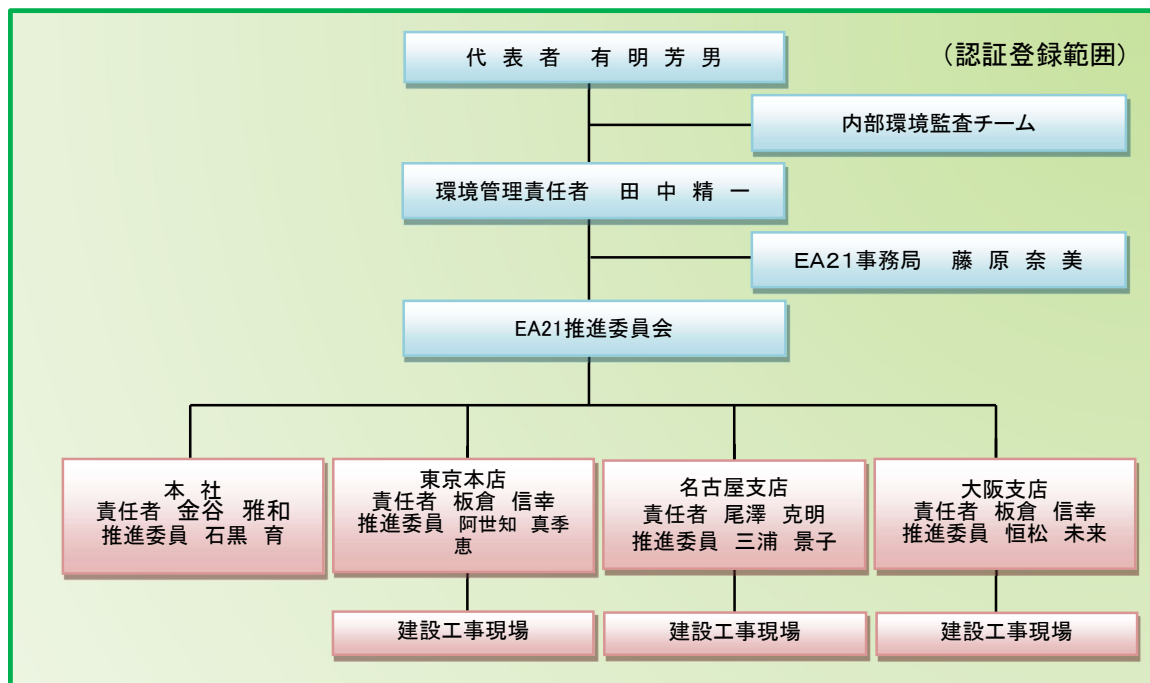 代 表 者 有 明 芳 男
(認証登録範囲)
内部環境監査チーム
環境管理責任者 田 中 精 一
EA21事務局 藤 原 奈 美
EA21推進委員会
本 社
責任者 金谷 雅和
推進委員 石黒 育
東京本店
責任者 板倉 信幸
推進委員 阿世知 真季
恵
名古屋支店
責任者 尾澤 克明
推進委員 三浦 景子
大阪支店
責任者 板倉 信幸
推進委員 恒松 未来
建設工事現場
建設工事現場
建設工事現場